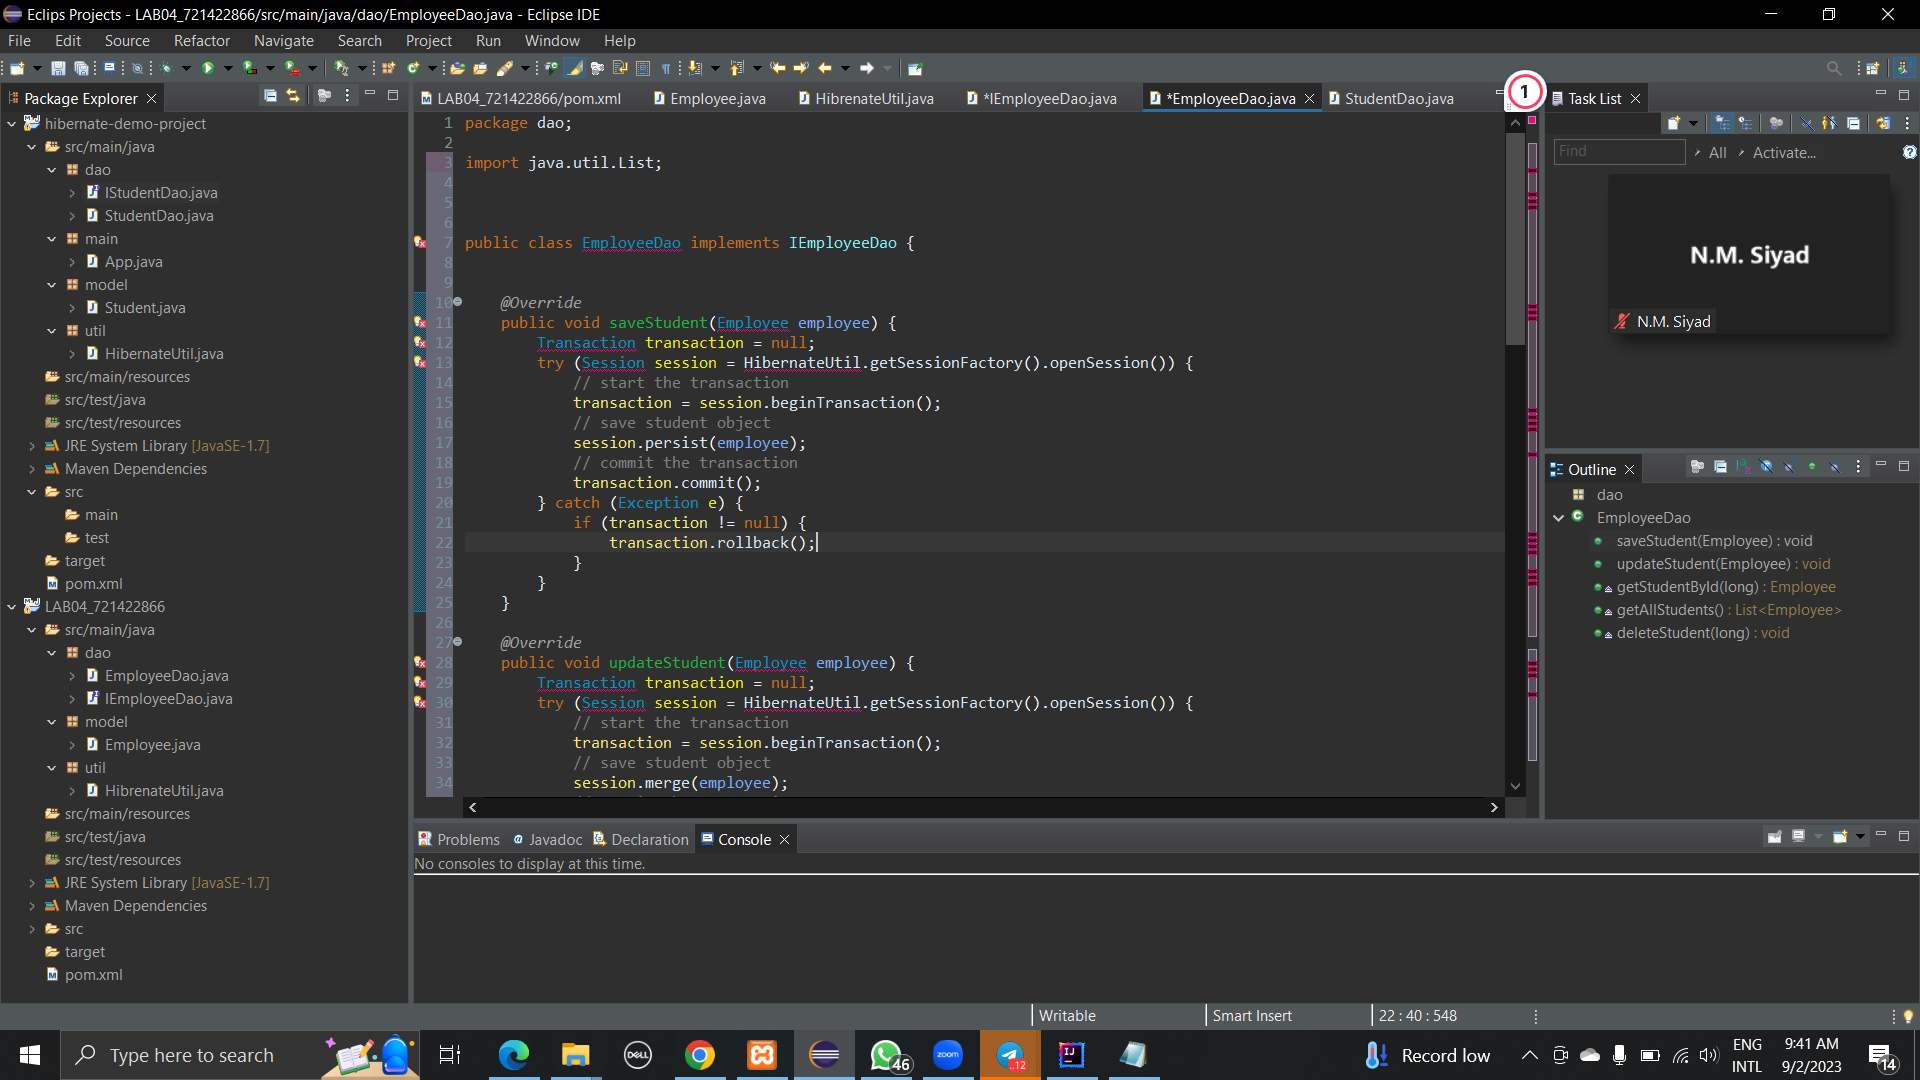 Eclips Projects - LAB04_721422866/src/main/java/dao/EmployeeDao.java - Eclipse IDE
File Edit Source Refactor Navigate Search Project Run Window Help
Package Explorer
hibernate-demo-project
src/main/java
dao
IStudentDao.java
StudentDao.java
main
App.java
model
Student.java
util
HibernateUtil.java
src/main/resources
src/test/java
src/test/resources
JRE System Library [JavaSE-1.7]
Maven Dependencies
src
main
test
target
pom.xml
LAB04_721422866
src/main/java
dao
EmployeeDao.java
IEmployeeDao.java
model
Employee.java
util
HibrenateUtil.java
src/main/resources
src/test/java
src/test/resources
JRE System Library [JavaSE-1.7]
Maven Dependencies
src
target
pom.xml
LAB04_721422866/pom.xml Employee.java HibrenateUtil.java *IEmployeeDao.java *EmployeeDao.java StudentDao.java
1
1 package dao;
2
3 import java.util.List;
4
5
6
7 public class EmployeeDao implements IEmployeeDao {
8
9
10 @Override
11 public void saveStudent(Employee employee) {
12 Transaction transaction = null;
13 try (Session session = HibernateUtil.getSessionFactory().openSession()) {
14 // start the transaction
15 transaction = session.beginTransaction();
16 // save student object
17 session.persist(employee);
18 // commit the transaction
19 transaction.commit();
20 } catch (Exception e) {
21 if (transaction != null) {
22 transaction.rollback();
23 }
24 }
25 }
26
27 @Override
28 public void updateStudent(Employee employee) {
29 Transaction transaction = null;
30 try (Session session = HibernateUtil.getSessionFactory().openSession()) {
31 // start the transaction
32 transaction = session.beginTransaction();
33 // save student object
34 session.merge(employee);
Task List
Find All Activate...
N.M. Siyad
N.M. Siyad
Outline
dao
EmployeeDao
saveStudent(Employee) : void
updateStudent(Employee) : void
getStudentById(long) : Employee
getAllStudents() : List<Employee>
deleteStudent(long) : void
Problems Javadoc Declaration Console
No consoles to display at this time.
Writable Smart Insert 22 : 40 : 548
Type here to search
DELL
46
zoom
..12
IJ
Record low
ENG
INTL
9:41 AM
9/2/2023
14